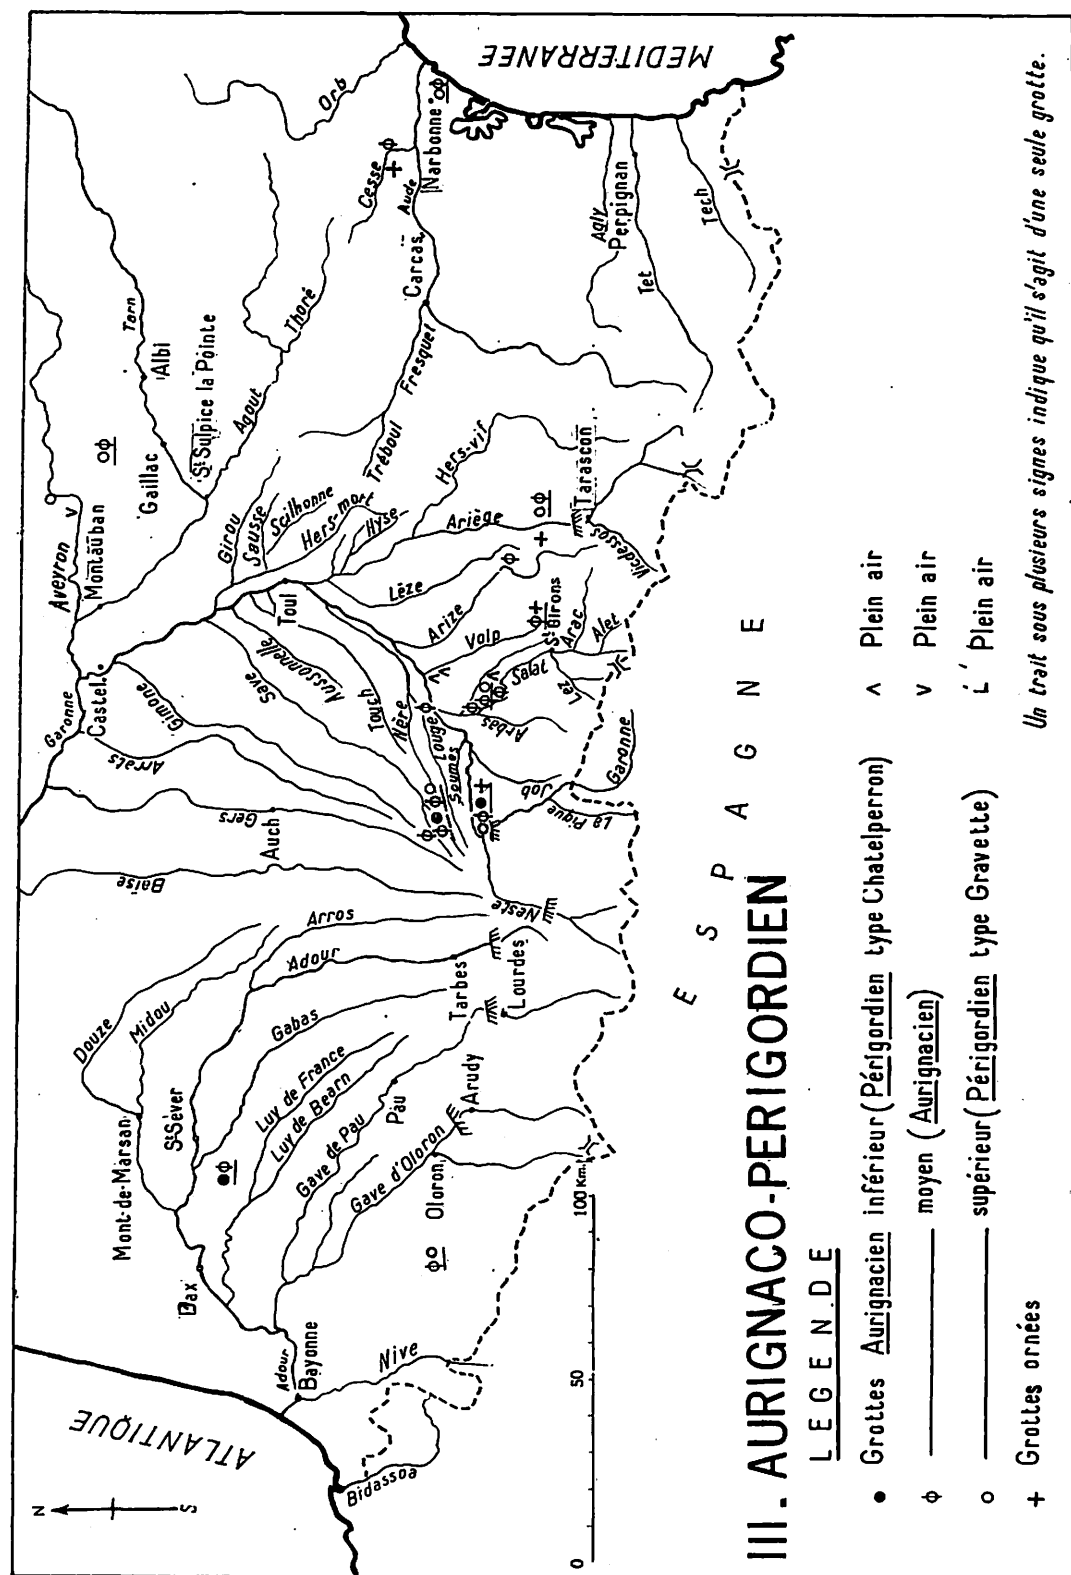 N
S
ATLANTIQUE
MEDITERRANEE
Bidassoa
Adour
Bayonne
Nive
Dax
Mont-de-Marsan
St Séver
Douze
Midou
Gabas
Luy de France
Luy de Bearn
Gave de Pau
Pau
Gave d'Oloron
Oloron
Arudy
Arros
Adour
Tarbes
Lourdes
Neste
Baïse
Gers
Auch
Arrats
Gimone
Garonne
Castel.
Save
Aussonnelle
Touch
Nère
Louge
Soumes
Job
La Pique
Garonne
Toul
Aveyron
Montauban
Tarn
Albi
Gaillac
St Sulpice la Pointe
Agout
Thoré
Girou
Sausse
Seilhonne
Hers-mort
Hyse
Ariège
Lèze
Arize
Volp
St Girons
Salat
Arbas
Lez
Arac
Alet
Vicdessos
Tarascon
Hers-vif
Tréboul
Fresquel
Carcas.
Aude
Narbonne
Cesse
Orb
Agly
Perpignan
Tet
Tech
0
50
100 Km.
E S P A G N E
III. AURIGNACO-PERIGORDIEN
LEGENDE
● Grottes Aurignacien inférieur (Périgordien type Chatelperron) ʌ Plein air
ϕ moyen (Aurignacien) v Plein air
○ supérieur (Périgordien type Gravette) Plein air
+ Grottes ornées
Un trait sous plusieurs signes indique qu'il s'agit d'une seule grotte.